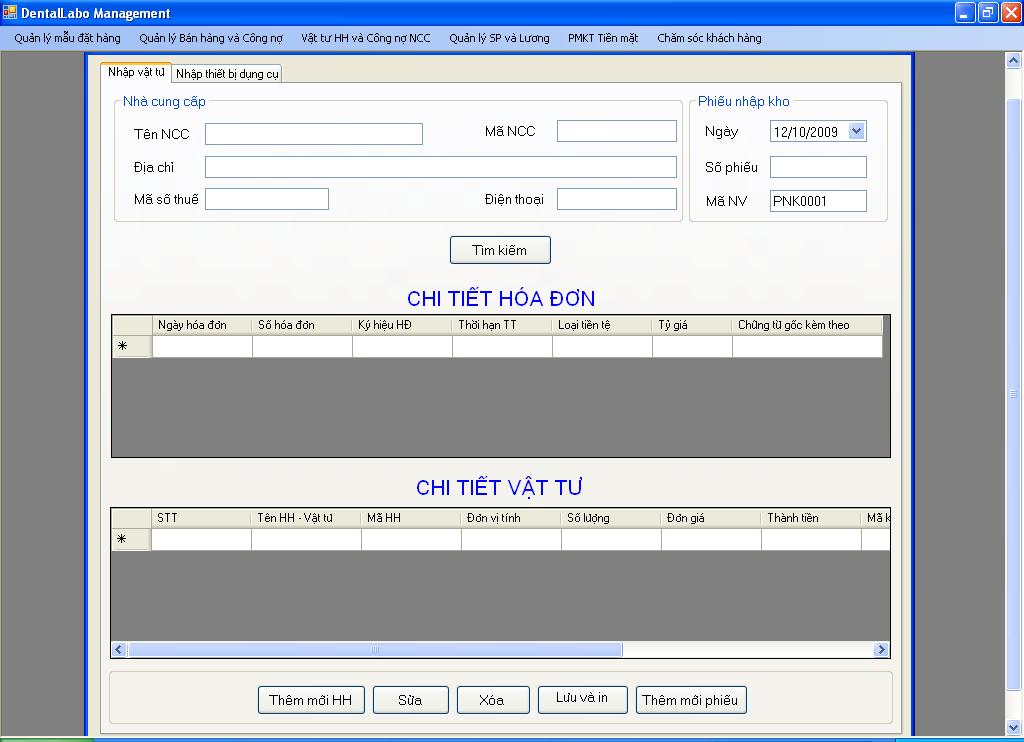 DentalLabo Management
Quản lý mẫu đặt hàng Quản lý Bán hàng và Công nợ Vật tư HH và Công nợ NCC Quản lý SP và Lương PMKT Tiền mặt Chăm sóc khách hàng
Nhập vật tư Nhập thiết bị dụng cụ
Nhà cung cấp Phiếu nhập kho
Tên NCC Mã NCC Ngày 12/10/2009
Địa chỉ Số phiếu
Mã số thuế Điện thoại Mã NV PNK0001
Tìm kiếm
CHI TIẾT HÓA ĐƠN
Ngày hóa đơn Số hóa đơn Ký hiệu HĐ Thời hạn TT Loại tiền tệ Tỷ giá Chứng từ gốc kèm theo
CHI TIẾT VẬT TƯ
STT Tên HH - Vật tư Mã HH Đơn vị tính Số lượng Đơn giá Thành tiền Mã k
Thêm mới HH Sửa Xóa Lưu và in Thêm mới phiếu